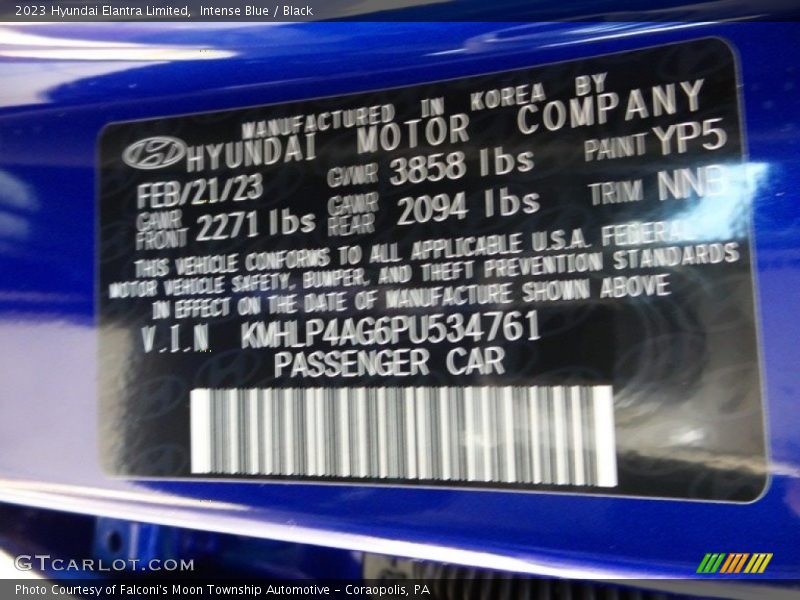 2023 Hyundai Elantra Limited, Intense Blue / Black
MANUFACTURED IN KOREA BY
HYUNDAI MOTOR COMPANY
FEB/21/23 GVWR 3858 lbs PAINT YP5
GAWR FRONT 2271 lbs GAWR REAR 2094 lbs TRIM NNB
THIS VEHICLE CONFORMS TO ALL APPLICABLE U.S.A. FEDERAL
MOTOR VEHICLE SAFETY, BUMPER, AND THEFT PREVENTION STANDARDS
IN EFFECT ON THE DATE OF MANUFACTURE SHOWN ABOVE
V.I.N KMHLP4AG6PU534761
PASSENGER CAR
GTCARLOT.COM
Photo Courtesy of Falconi's Moon Township Automotive - Coraopolis, PA